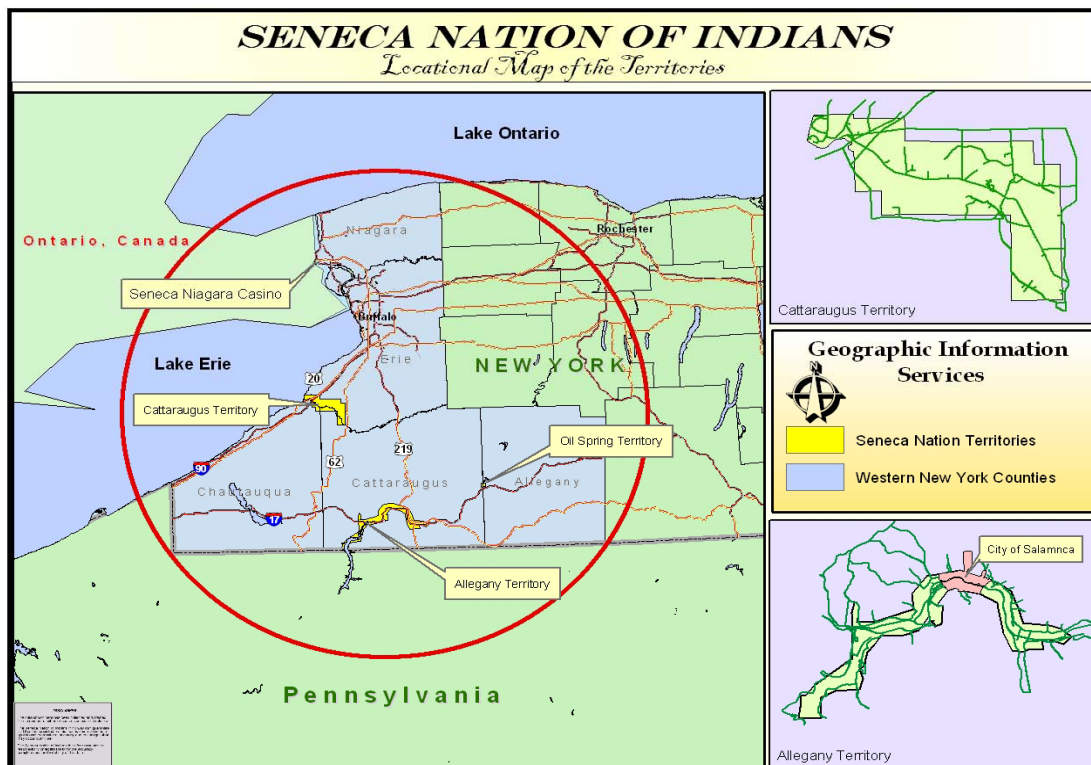 SENECA NATION OF INDIANS
Locational Map of the Territories
Lake Ontario
Ontario, Canada
Niagara
Rochester
Seneca Niagara Casino
Buffalo
Erie
Lake Erie
NEW YORK
20
Cattaraugus Territory
Oil Spring Territory
219
62
90
Chautauqua
Cattaraugus
Allegany
17
Allegany Territory
Pennsylvania
Cattaraugus Territory
Geographic Information
Services
Seneca Nation Territories
Western New York Counties
City of Salamnca
Allegany Territory